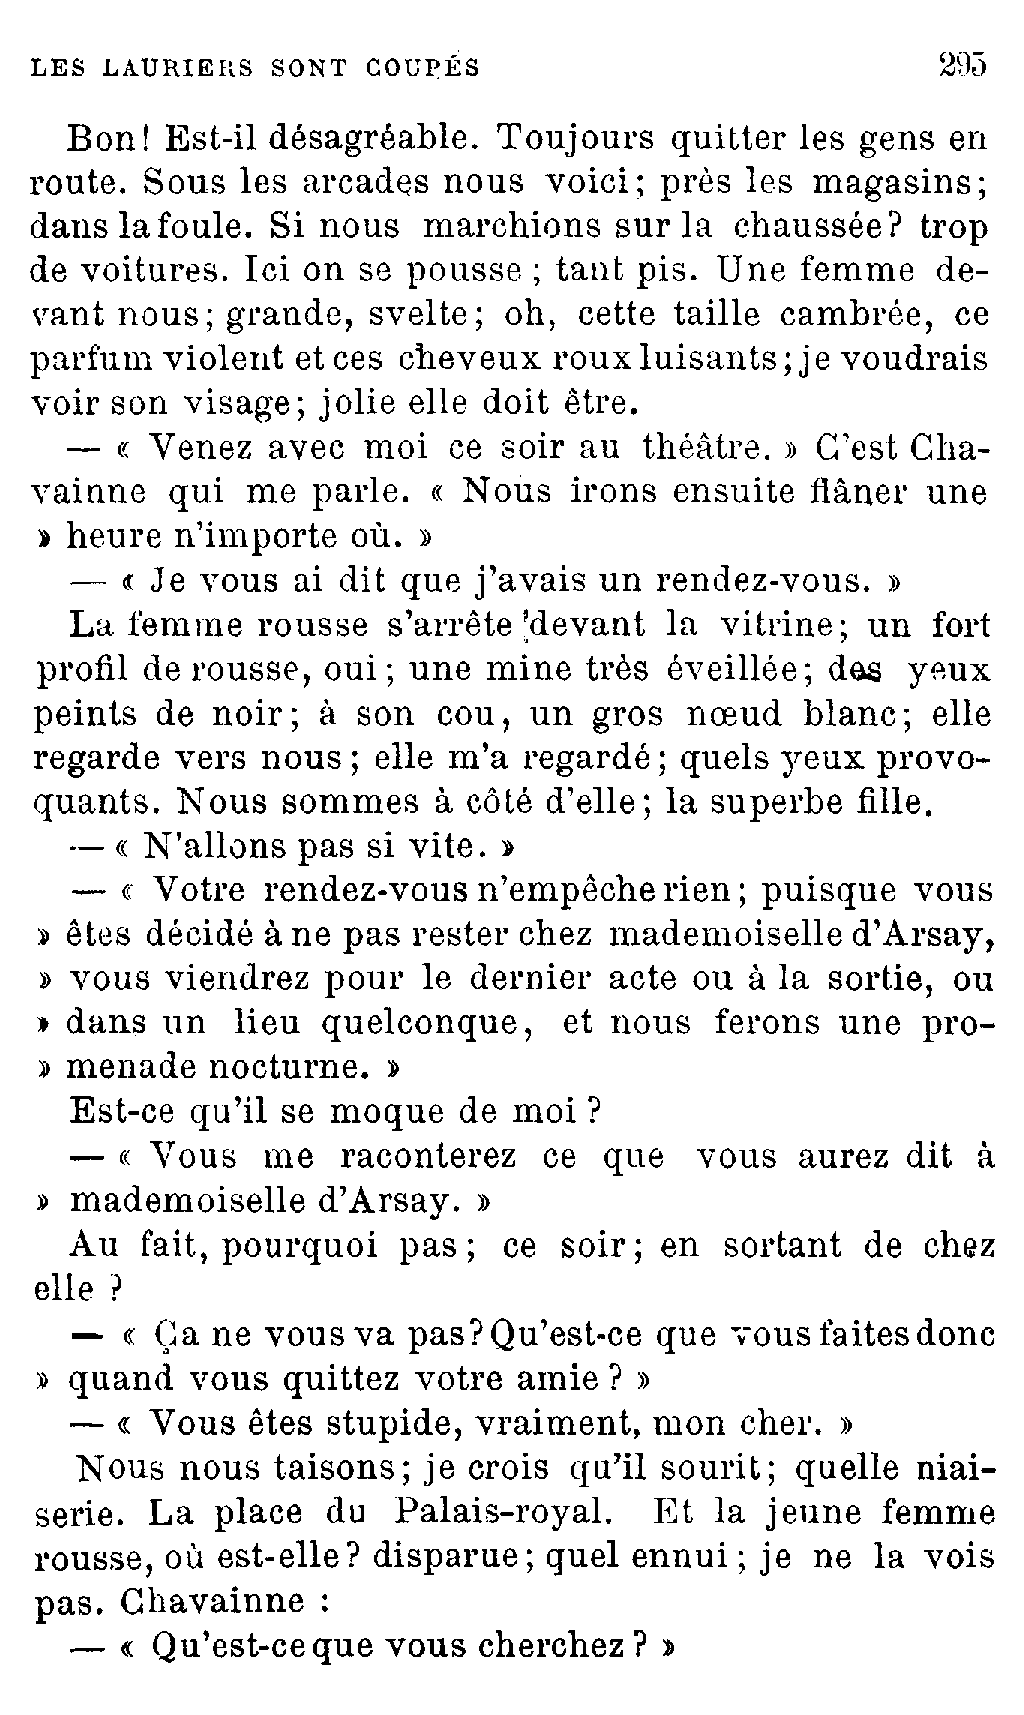 LES LAURIERS SONT COUPÉS 295
Bon! Est-il désagréable. Toujours quitter les gens en
route. Sous les arcades nous voici; près les magasins;
dans la foule. Si nous marchions sur la chaussée? trop
de voitures. Ici on se pousse; tant pis. Une femme de-
vant nous; grande, svelte; oh, cette taille cambrée, ce
parfum violent et ces cheveux roux luisants; je voudrais
voir son visage; jolie elle doit être.
— « Venez avec moi ce soir au théâtre. » C'est Cha-
vainne qui me parle. « Nous irons ensuite flâner une
» heure n'importe où. »
— « Je vous ai dit que j'avais un rendez-vous. »
La femme rousse s'arrête devant la vitrine; un fort
profil de rousse, oui; une mine très éveillée; des yeux
peints de noir; à son cou, un gros nœud blanc; elle
regarde vers nous; elle m'a regardé; quels yeux provo-
quants. Nous sommes à côté d'elle; la superbe fille.
— « N'allons pas si vite. »
— « Votre rendez-vous n'empêche rien; puisque vous
» êtes décidé à ne pas rester chez mademoiselle d'Arsay,
» vous viendrez pour le dernier acte ou à la sortie, ou
» dans un lieu quelconque, et nous ferons une pro-
» menade nocturne. »
Est-ce qu'il se moque de moi ?
— « Vous me raconterez ce que vous aurez dit à
» mademoiselle d'Arsay. »
Au fait, pourquoi pas; ce soir; en sortant de chez
elle ?
— « Ça ne vous va pas? Qu'est-ce que vous faites donc
» quand vous quittez votre amie ? »
— « Vous êtes stupide, vraiment, mon cher. »
Nous nous taisons; je crois qu'il sourit; quelle niai-
serie. La place du Palais-royal. Et la jeune femme
rousse, où est-elle? disparue; quel ennui; je ne la vois
pas. Chavainne :
— « Qu'est-ce que vous cherchez ? »